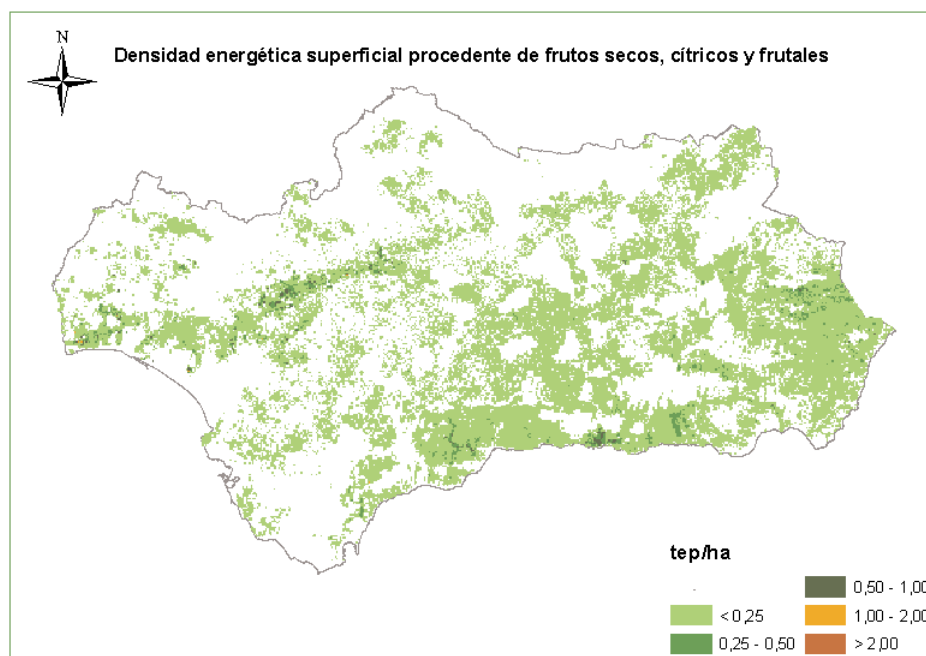 N
Densidad energética superficial procedente de frutos secos, cítricos y frutales
tep/ha
< 0,25
0,25 - 0,50
0,50 - 1,00
1,00 - 2,00
> 2,00